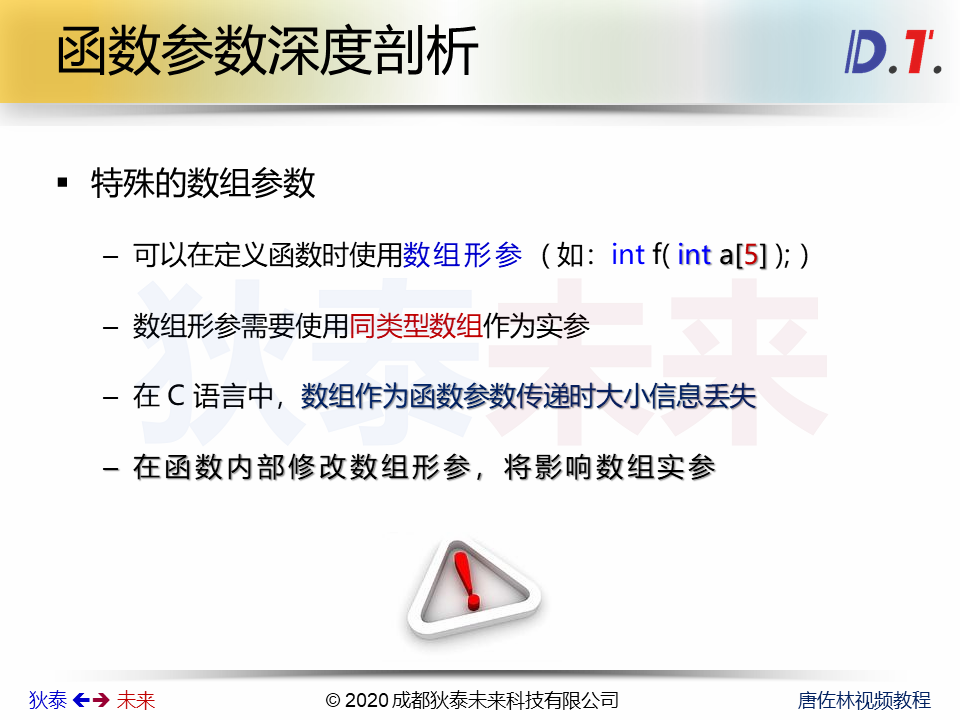 函数参数深度剖析
D.T.
▪ 特殊的数组参数
– 可以在定义函数时使用数组形参 ( 如：int f( int a[5] ); )
– 数组形参需要使用同类型数组作为实参
– 在 C 语言中，数组作为函数参数传递时大小信息丢失
– 在函数内部修改数组形参，将影响数组实参
狄泰未来
狄泰 ←→ 未来
© 2020 成都狄泰未来科技有限公司
唐佐林视频教程